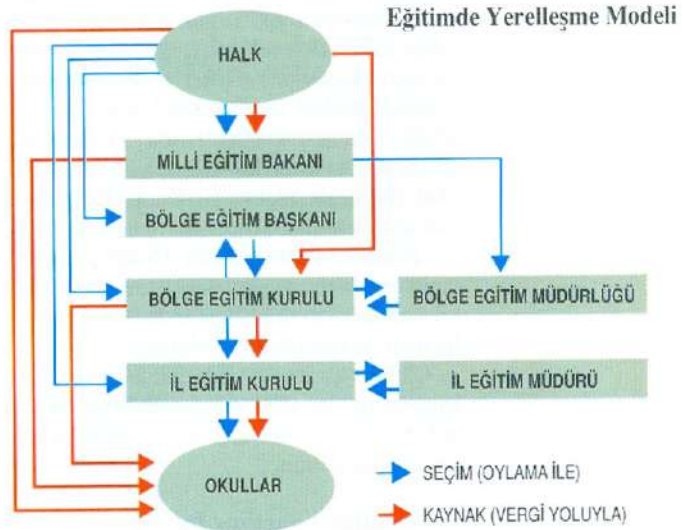 Eğitimde Yerelleşme Modeli
HALK
MİLLİ EĞİTİM BAKANI
BÖLGE EĞİTİM BAŞKANI
BÖLGE EĞİTİM KURULU
BÖLGE EĞİTİM MÜDÜRLÜĞÜ
İL EĞİTİM KURULU
İL EĞİTİM MÜDÜRÜ
OKULLAR
SEÇİM (OYLAMA İLE)
KAYNAK (VERGİ YOLUYLA)